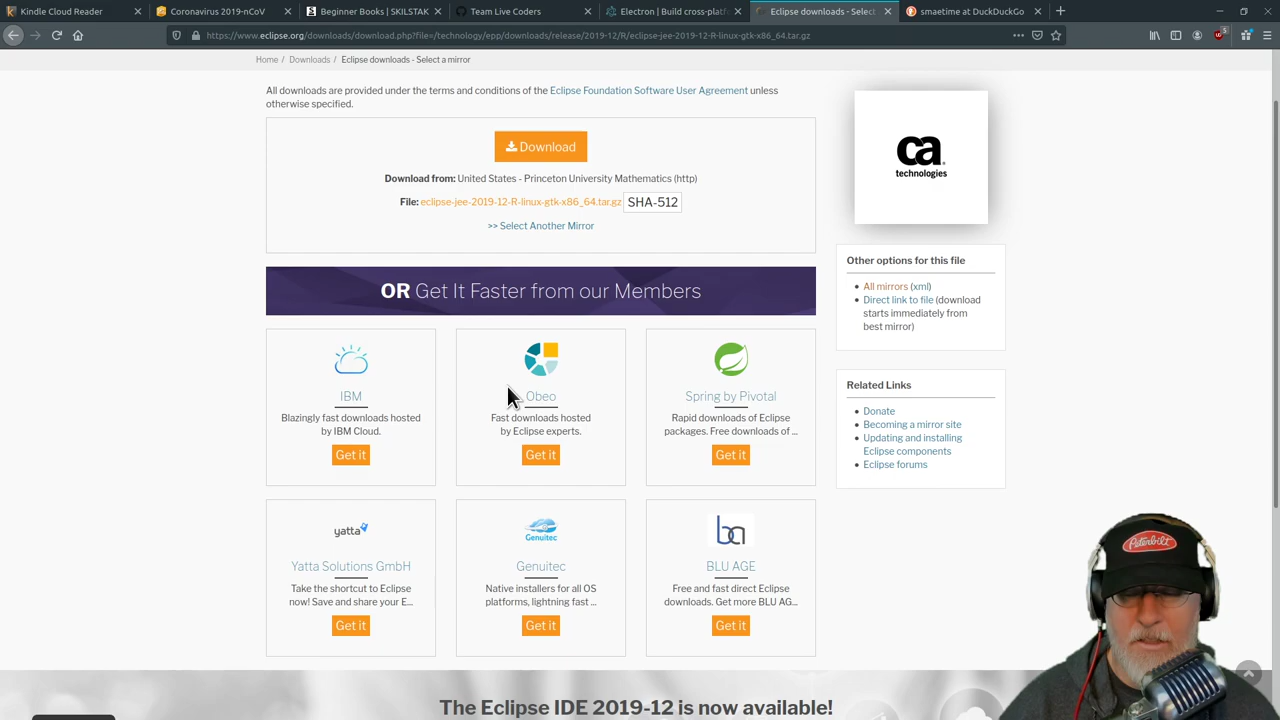 Kindle Cloud Reader
Coronavirus 2019-nCoV
Beginner Books | SKILSTAK
Team Live Coders
Electron | Build cross-platf
Eclipse downloads - Select
smaetime at DuckDuckGo
https://www.eclipse.org/downloads/download.php?file=/technology/epp/downloads/release/2019-12/R/eclipse-jee-2019-12-R-linux-gtk-x86_64.tar.gz
5
Home / Downloads / Eclipse downloads - Select a mirror
All downloads are provided under the terms and conditions of the Eclipse Foundation Software User Agreement unless
otherwise specified.
Download
Download from: United States - Princeton University Mathematics (http)
File: eclipse-jee-2019-12-R-linux-gtk-x86_64.tar.gz SHA-512
>> Select Another Mirror
OR Get It Faster from our Members
IBM
Blazingly fast downloads hosted
by IBM Cloud.
Get it
Obeo
Fast downloads hosted
by Eclipse experts.
Get it
Spring by Pivotal
Rapid downloads of Eclipse
packages. Free downloads of ...
Get it
yatta
Yatta Solutions GmbH
Take the shortcut to Eclipse
now! Save and share your E...
Get it
Genuitec
Genuitec
Native installers for all OS
platforms, lightning fast ...
Get it
ba
BLU AGE
Free and fast direct Eclipse
downloads. Get more BLU AG...
Get it
ca
technologies
Other options for this file
All mirrors (xml)
Direct link to file (download
starts immediately from
best mirror)
Related Links
Donate
Becoming a mirror site
Updating and installing
Eclipse components
Eclipse forums
Peterbilt
The Eclipse IDE 2019-12 is now available!